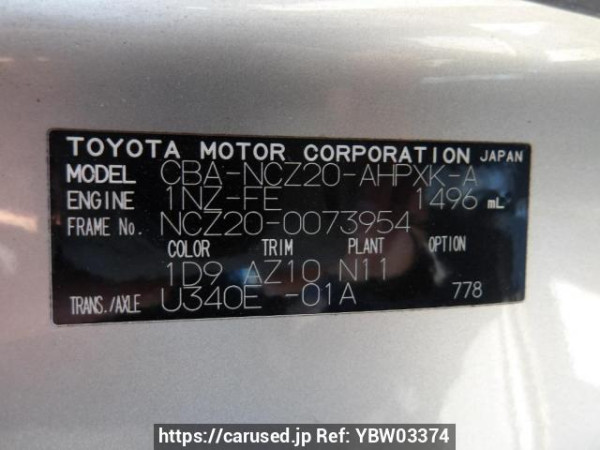 TOYOTA MOTOR CORPORATION JAPAN
MODEL CBA-NCZ20-AHPXK-A
ENGINE 1NZ-FE 1496 mL
FRAME No. NCZ20-0073954
COLOR TRIM PLANT OPTION
1D9 AZ10 N11
TRANS./AXLE U340E -01A 778
https://carused.jp Ref: YBW03374